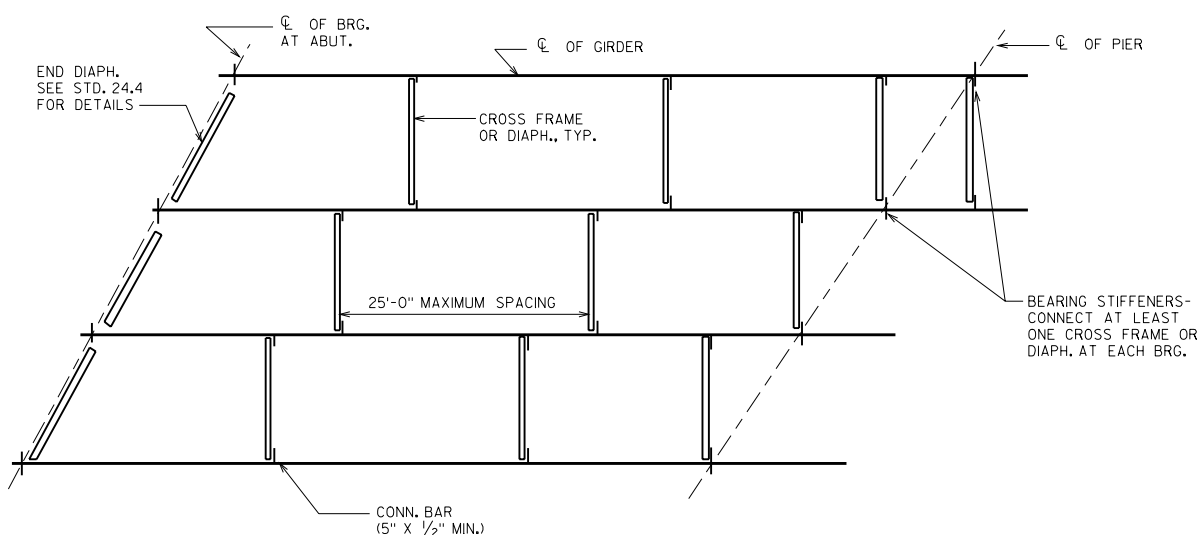 ℄ OF BRG.
AT ABUT.
℄ OF GIRDER
℄ OF PIER
END DIAPH.
SEE STD. 24.4
FOR DETAILS
CROSS FRAME
OR DIAPH., TYP.
25'-0" MAXIMUM SPACING
BEARING STIFFENERS-
CONNECT AT LEAST
ONE CROSS FRAME OR
DIAPH. AT EACH BRG.
CONN. BAR
(5" X 1/2" MIN.)